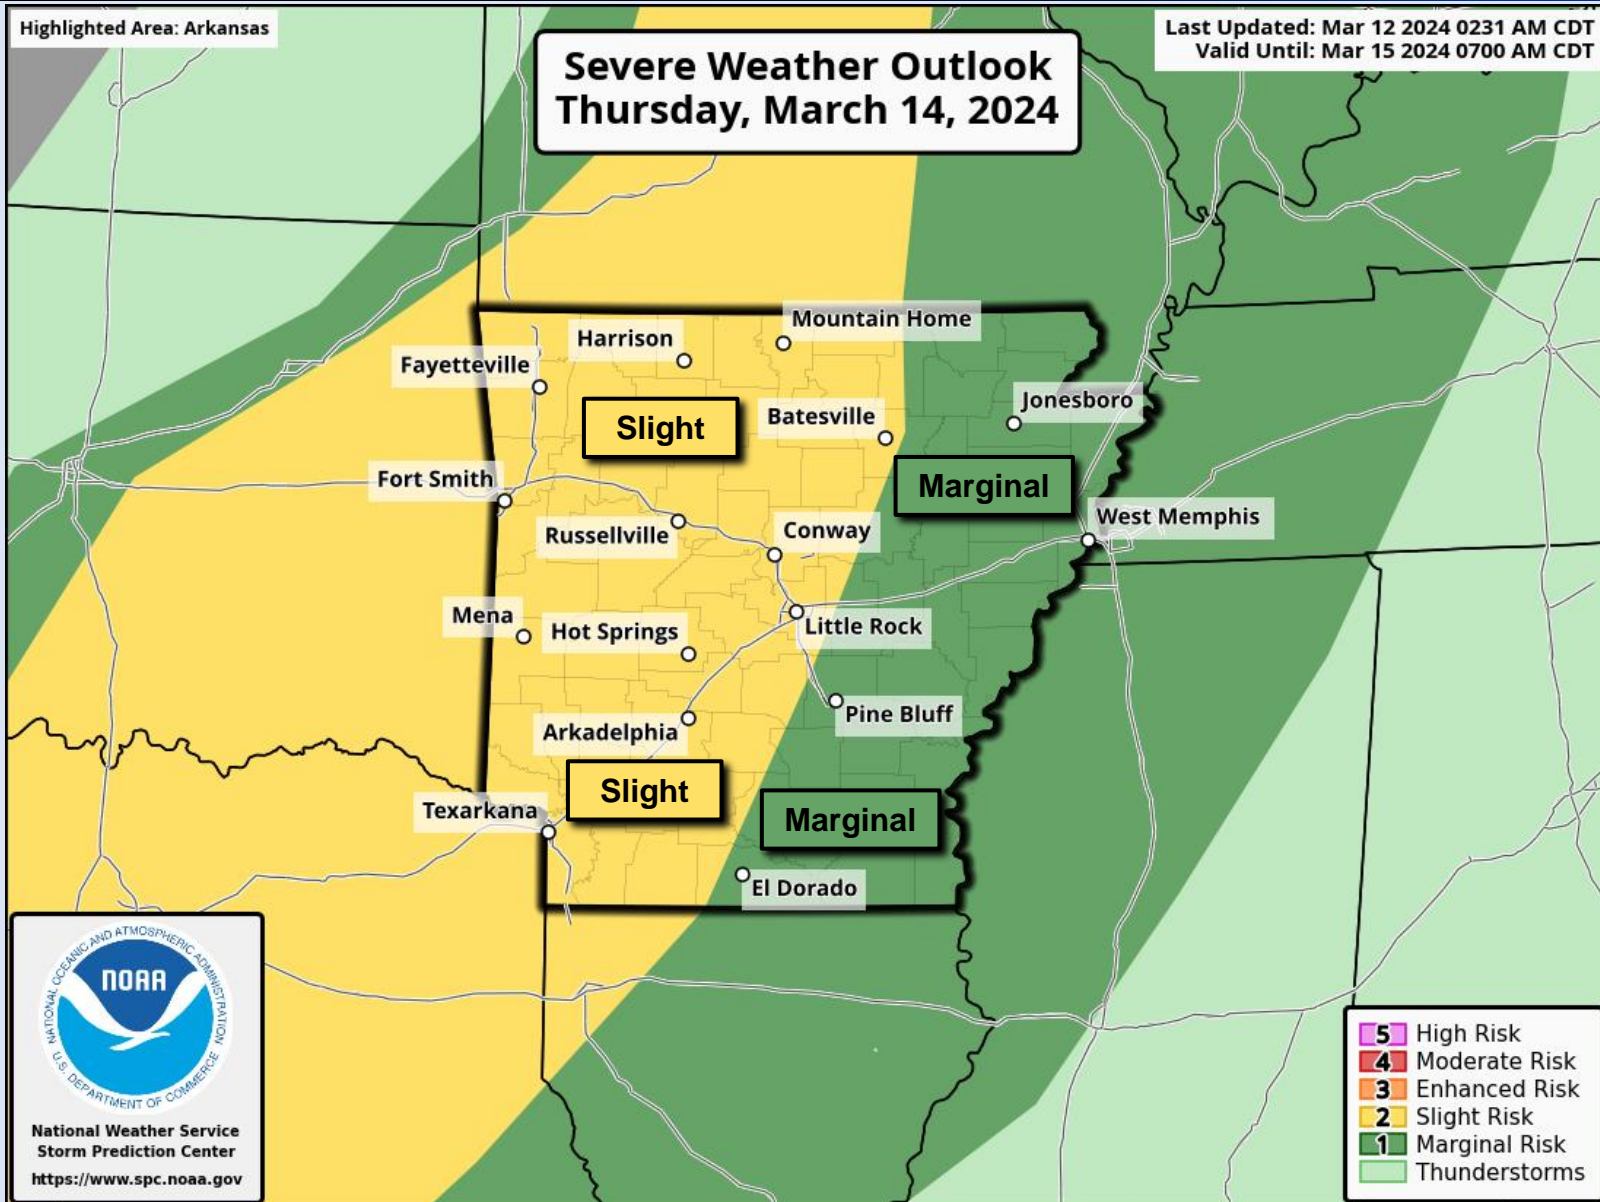 Highlighted Area: Arkansas
Last Updated: Mar 12 2024 0231 AM CDT
Valid Until: Mar 15 2024 0700 AM CDT
Severe Weather Outlook
Thursday, March 14, 2024
Mountain Home
Harrison
Fayetteville
Jonesboro
Batesville
Slight
Fort Smith
Marginal
West Memphis
Russellville
Conway
Mena
Hot Springs
Little Rock
Pine Bluff
Arkadelphia
Slight
Texarkana
Marginal
El Dorado
NATIONAL OCEANIC AND ATMOSPHERIC ADMINISTRATION
NOAA
U.S. DEPARTMENT OF COMMERCE
National Weather Service
Storm Prediction Center
https://www.spc.noaa.gov
5 High Risk
4 Moderate Risk
3 Enhanced Risk
2 Slight Risk
1 Marginal Risk
Thunderstorms